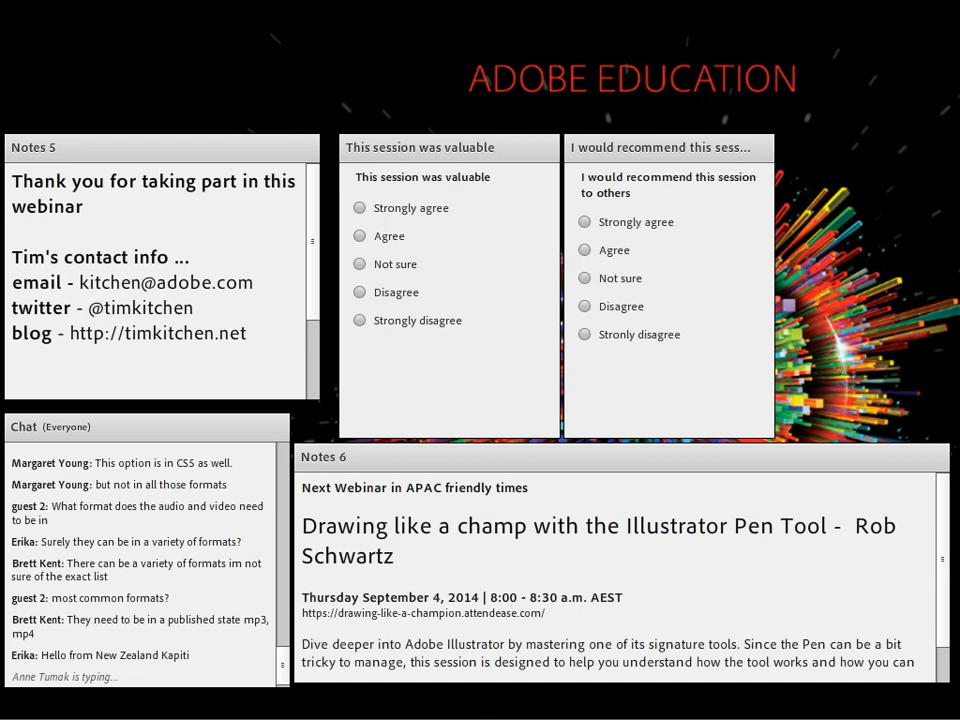 ADOBE EDUCATION
Notes 5
Thank you for taking part in this
webinar
Tim's contact info ...
email - kitchen@adobe.com
twitter - @timkitchen
blog - http://timkitchen.net
This session was valuable
This session was valuable
Strongly agree
Agree
Not sure
Disagree
Strongly disagree
I would recommend this sess...
I would recommend this session
to others
Strongly agree
Agree
Not sure
Disagree
Stronly disagree
Chat (Everyone)
Margaret Young: This option is in CS5 as well.
Margaret Young: but not in all those formats
guest 2: What format does the audio and video need
to be in
Erika: Surely they can be in a variety of formats?
Brett Kent: There can be a variety of formats im not
sure of the exact list
guest 2: most common formats?
Brett Kent: They need to be in a published state mp3,
mp4
Erika: Hello from New Zealand Kapiti
Anne Tumak is typing...
Notes 6
Next Webinar in APAC friendly times
Drawing like a champ with the Illustrator Pen Tool - Rob
Schwartz
Thursday September 4, 2014 | 8:00 - 8:30 a.m. AEST
https://drawing-like-a-champion.attendease.com/
Dive deeper into Adobe Illustrator by mastering one of its signature tools. Since the Pen can be a bit
tricky to manage, this session is designed to help you understand how the tool works and how you can